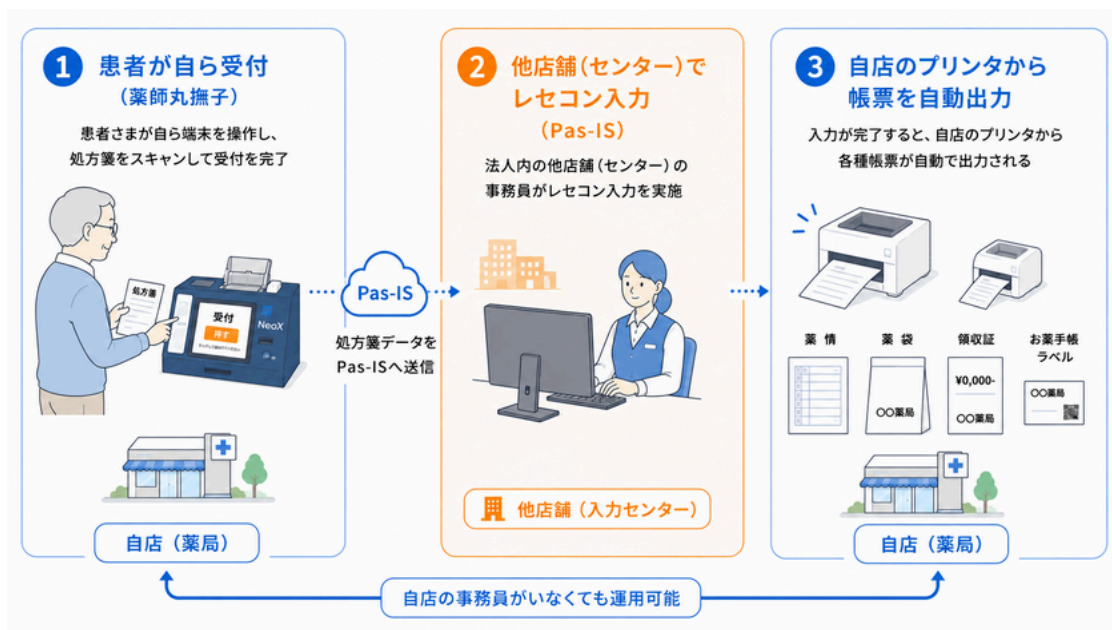 1 患者が自ら受付
（薬師丸撫子）
患者さまが自ら端末を操作し、
処方箋をスキャンして受付を完了
処方箋
受付
押す
NeoX
自店（薬局）
Pas-IS
処方箋データを
Pas-ISへ送信
2 他店舗（センター）で
レセコン入力
（Pas-IS）
法人内の他店舗（センター）の
事務員がレセコン入力を実施
他店舗（入力センター）
3 自店のプリンタから
帳票を自動出力
入力が完了すると、自店のプリンタから
各種帳票が自動で出力される
薬 情
薬 袋
〇〇薬局
領収証
¥0,000-
〇〇薬局
お薬手帳
ラベル
〇〇薬局
自店（薬局）
自店の事務員がいなくても運用可能